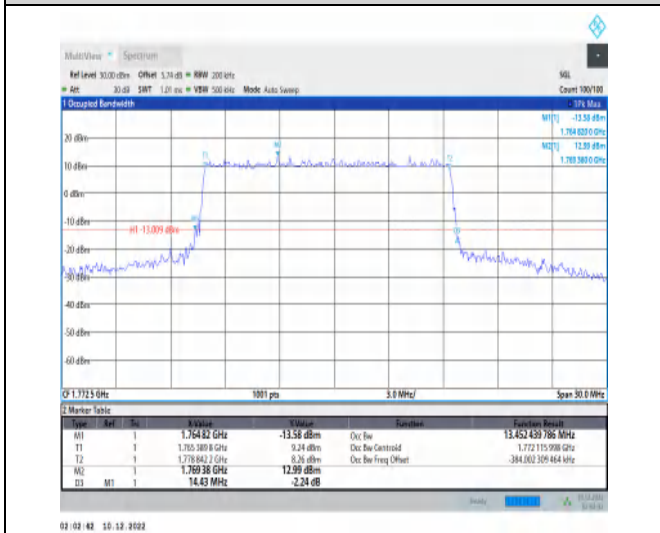 MultiView Spectrum
Ref Level 30.00 dBm Offset 5.74 dB RBW 200 kHz SGL
Att 30 dB SWT 1.01 ms VBW 500 kHz Mode Auto Sweep Count 100/100
1 Occupied Bandwidth 1Pk Max
M1[1] -13.58 dBm
1.764 820 0 GHz
M2[1] 12.99 dBm
1.769 380 0 GHz
20 dBm
10 dBm
0 dBm
-10 dBm
H1 -13.009 dBm
-20 dBm
-30 dBm
-40 dBm
-50 dBm
-60 dBm
T1
T2
CF 1.772 5 GHz 1001 pts 3.0 MHz/ Span 30.0 MHz
2 Marker Table
Type Ref Trc X-Value Y-Value Function Function Result
M1 1 1.764 82 GHz -13.58 dBm Occ Bw 13.452 439 786 MHz
T1 1 1.765 389 8 GHz 9.24 dBm Occ Bw Centroid 1.772 115 998 GHz
T2 1 1.778 842 2 GHz 8.26 dBm Occ Bw Freq Offset -384.002 309 464 kHz
M2 1 1.769 38 GHz 12.99 dBm
D3 M1 1 14.43 MHz -2.24 dB
Ready
02:02:42 10.12.2022